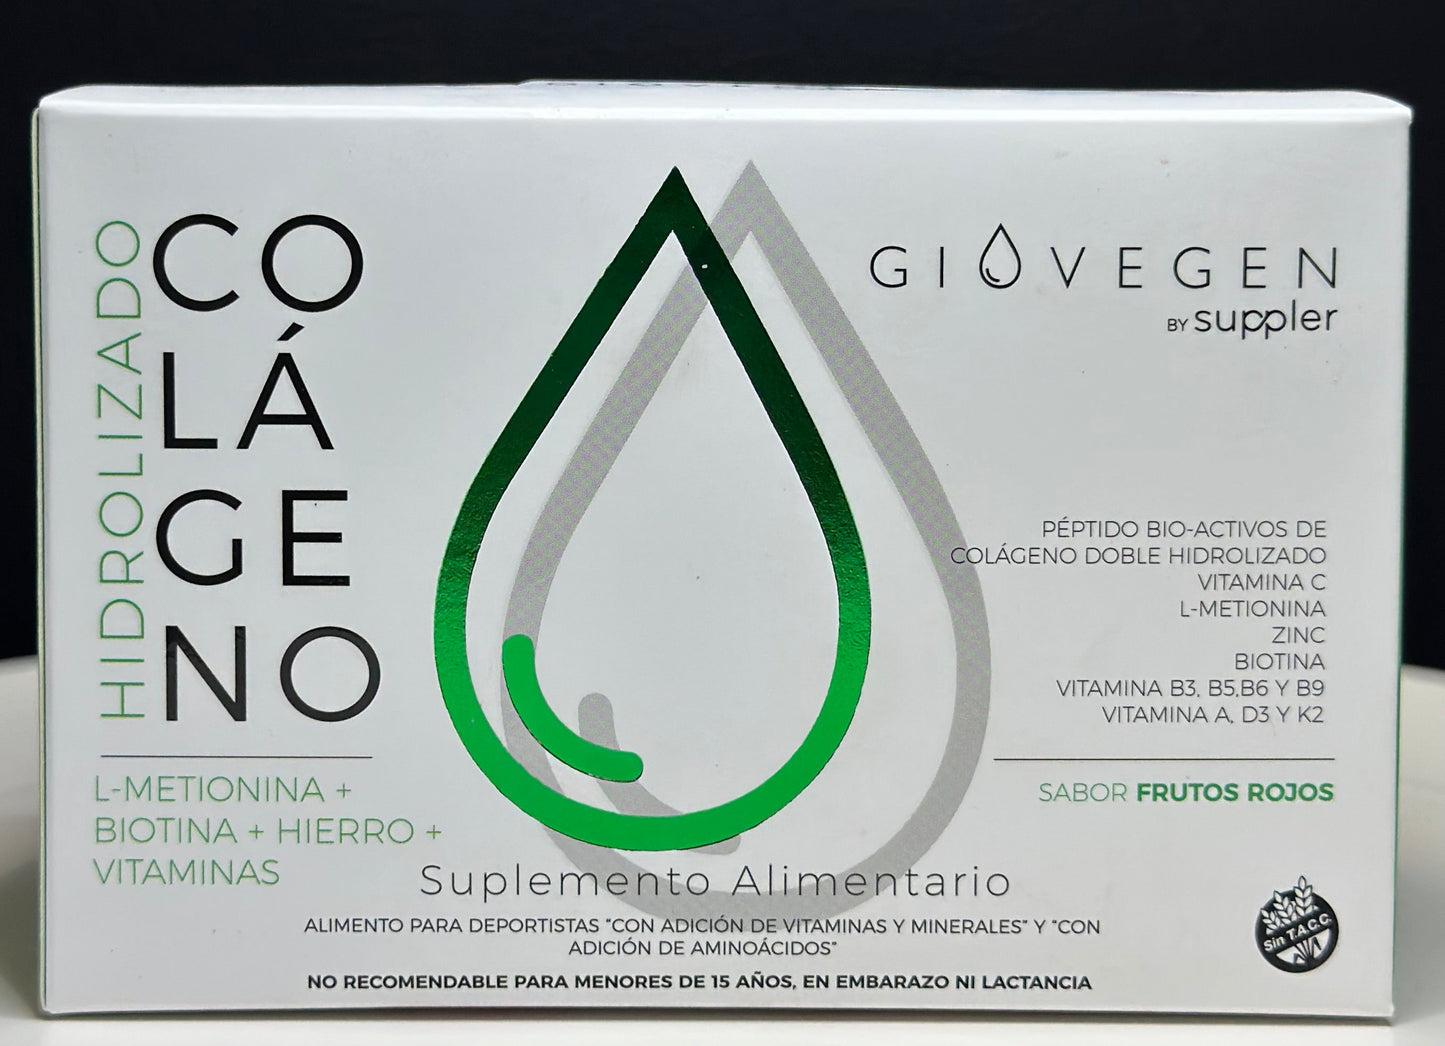 HIDROLIZADO
CO
LÁ
GE
NO
L-METIONINA +
BIOTINA + HIERRO +
VITAMINAS
GIOVEGEN
BY suppler
PÉPTIDO BIO-ACTIVOS DE
COLÁGENO DOBLE HIDROLIZADO
VITAMINA C
L-METIONINA
ZINC
BIOTINA
VITAMINA B3, B5,B6 Y B9
VITAMINA A, D3 Y K2
SABOR FRUTOS ROJOS
Suplemento Alimentario
ALIMENTO PARA DEPORTISTAS "CON ADICIÓN DE VITAMINAS Y MINERALES" Y "CON
ADICIÓN DE AMINOÁCIDOS"
NO RECOMENDABLE PARA MENORES DE 15 AÑOS, EN EMBARAZO NI LACTANCIA
Sin T.A.C.C.